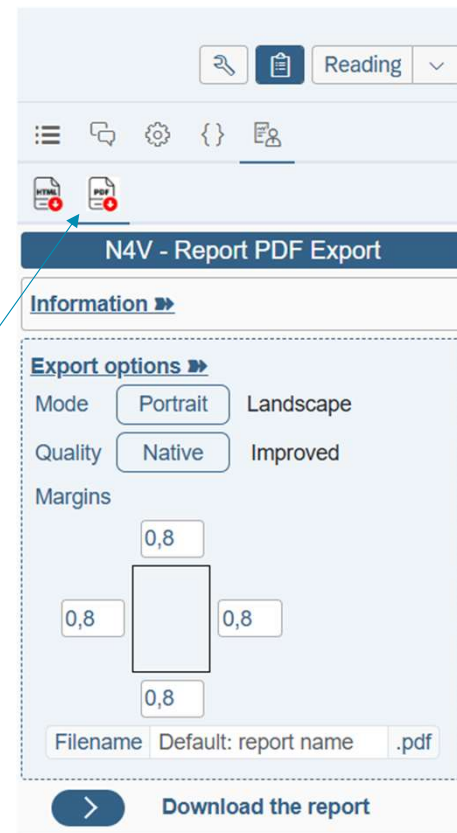 Reading
{ }
HTML PDF
N4V - Report PDF Export
Information
Export options
Mode Portrait Landscape
Quality Native Improved
Margins
0,8
0,8 0,8
0,8
Filename Default: report name .pdf
Download the report